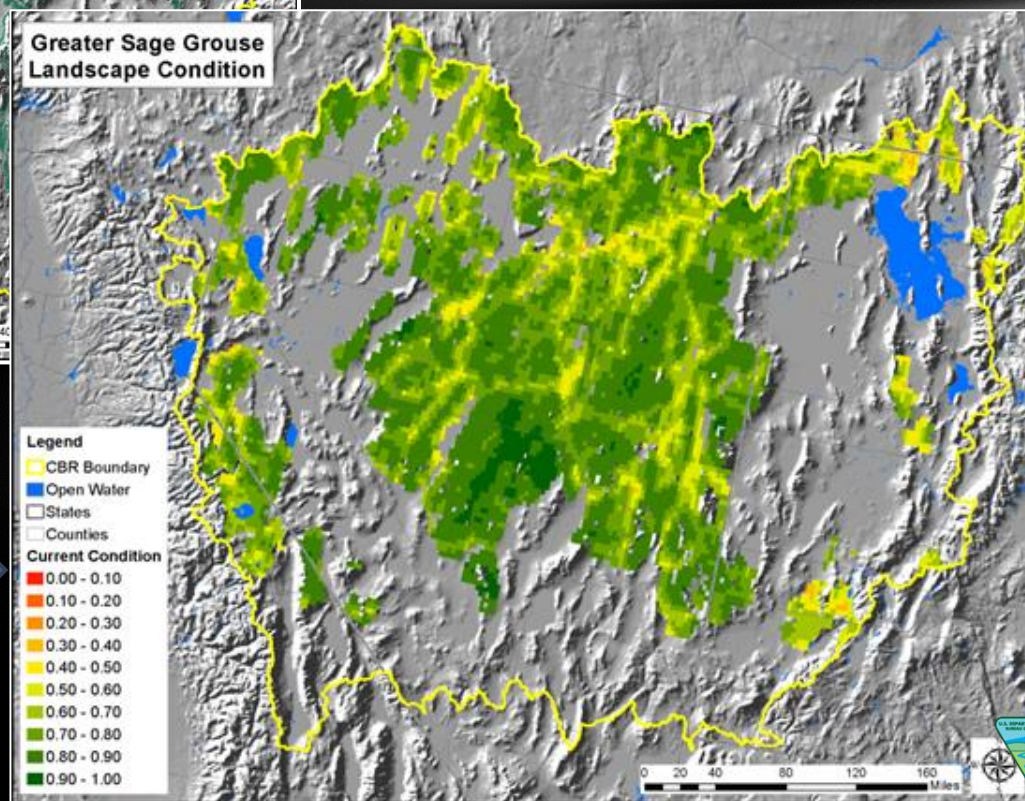 Greater Sage Grouse
Landscape Condition
Legend
CBR Boundary
Open Water
States
Counties
Current Condition
0.00 - 0.10
0.10 - 0.20
0.20 - 0.30
0.30 - 0.40
0.40 - 0.50
0.50 - 0.60
0.60 - 0.70
0.70 - 0.80
0.80 - 0.90
0.90 - 1.00
0 20 40 80 120 160
Miles